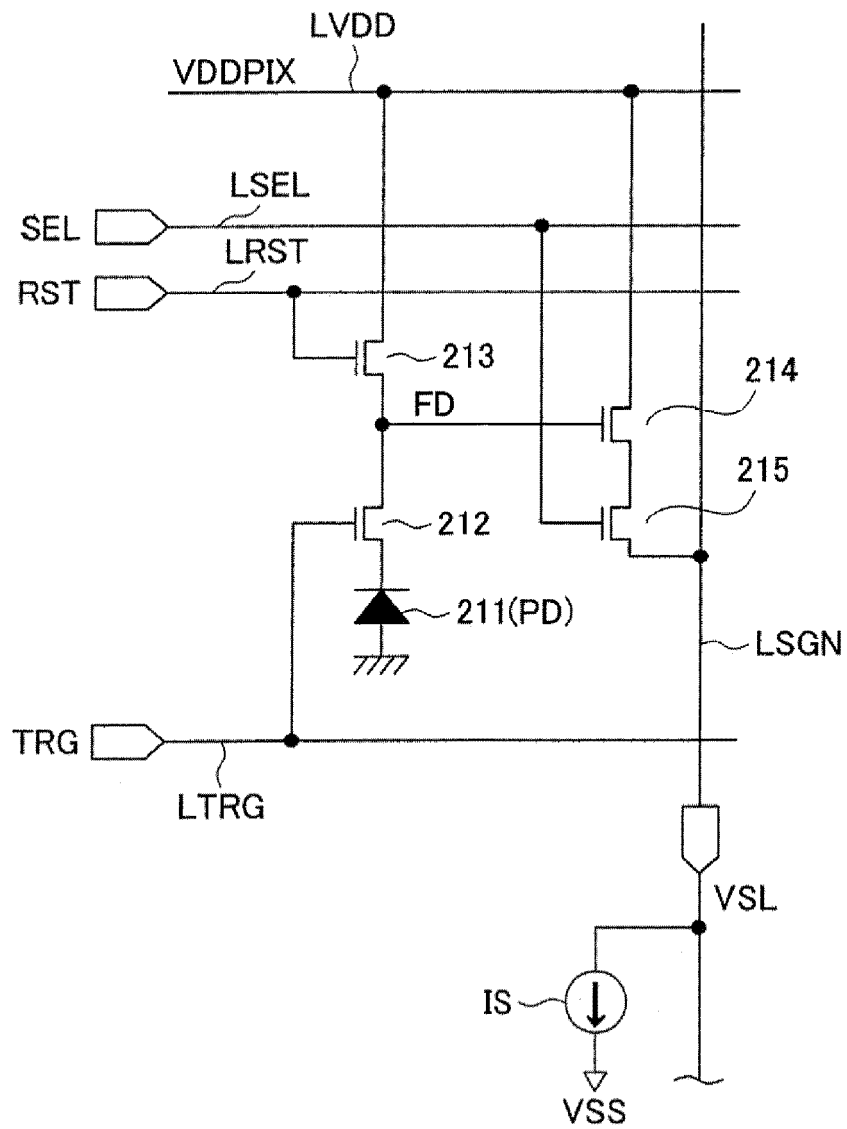 LVDD
VDDPIX
LSEL
SEL
LRST
RST
213
214
FD
215
212
211(PD)
LSGN
TRG
LTRG
VSL
IS
VSS